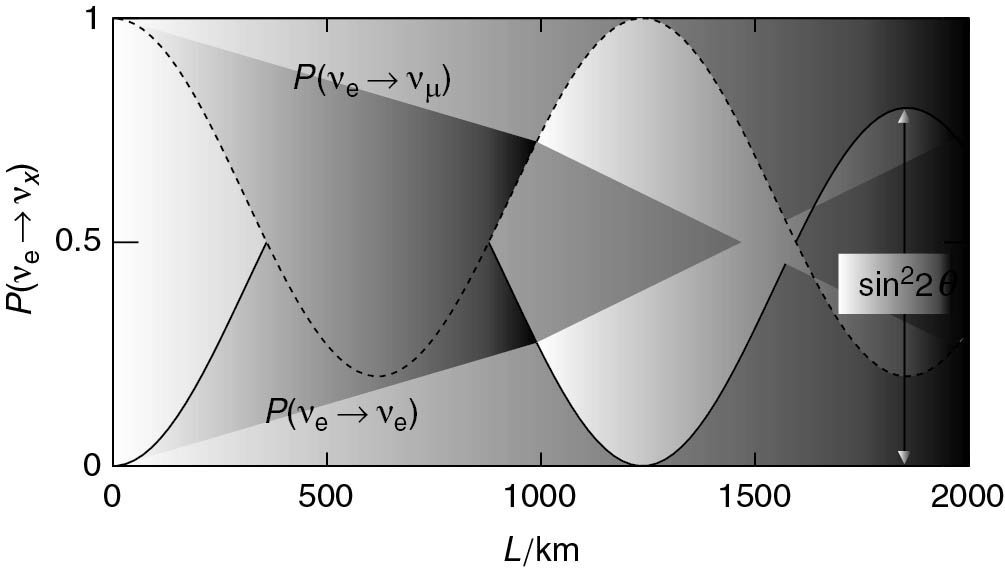 1
P(νe → νμ)
P(νe → νx)
0.5
sin²2θ
P(νe → νe)
0
0 500 1000 1500 2000
L/km